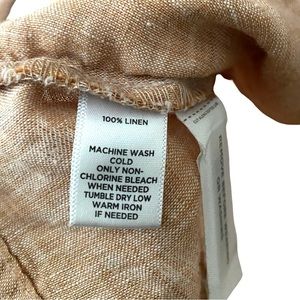 100% LINEN
MACHINE WASH
COLD
ONLY NON-
CHLORINE BLEACH
WHEN NEEDED
TUMBLE DRY LOW
WARM IRON
IF NEEDED